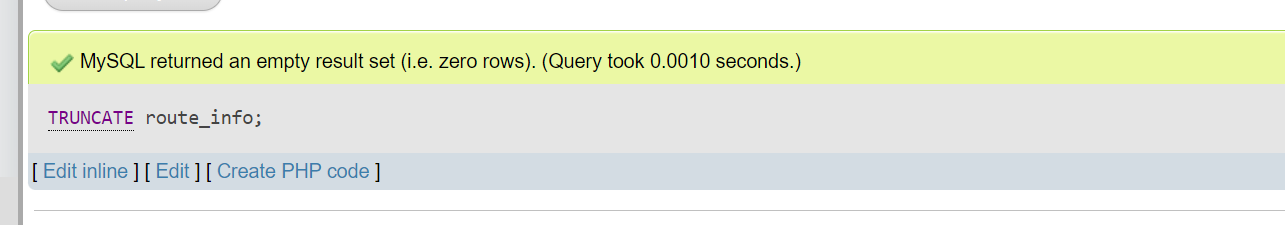 MySQL returned an empty result set (i.e. zero rows). (Query took 0.0010 seconds.)
TRUNCATE route_info;
[ Edit inline ] [ Edit ] [ Create PHP code ]